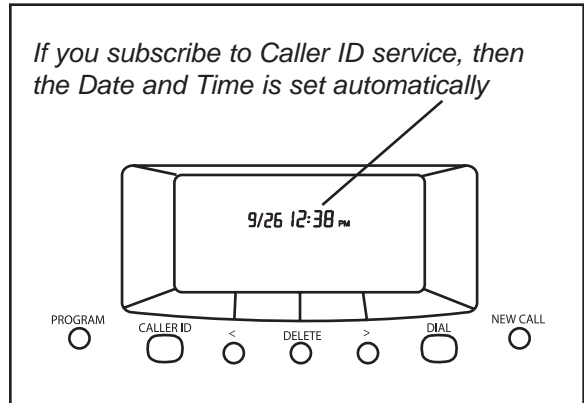 If you subscribe to Caller ID service, then
the Date and Time is set automatically
9/26 12:38 PM
PROGRAM CALLER ID < DELETE > DIAL NEW CALL